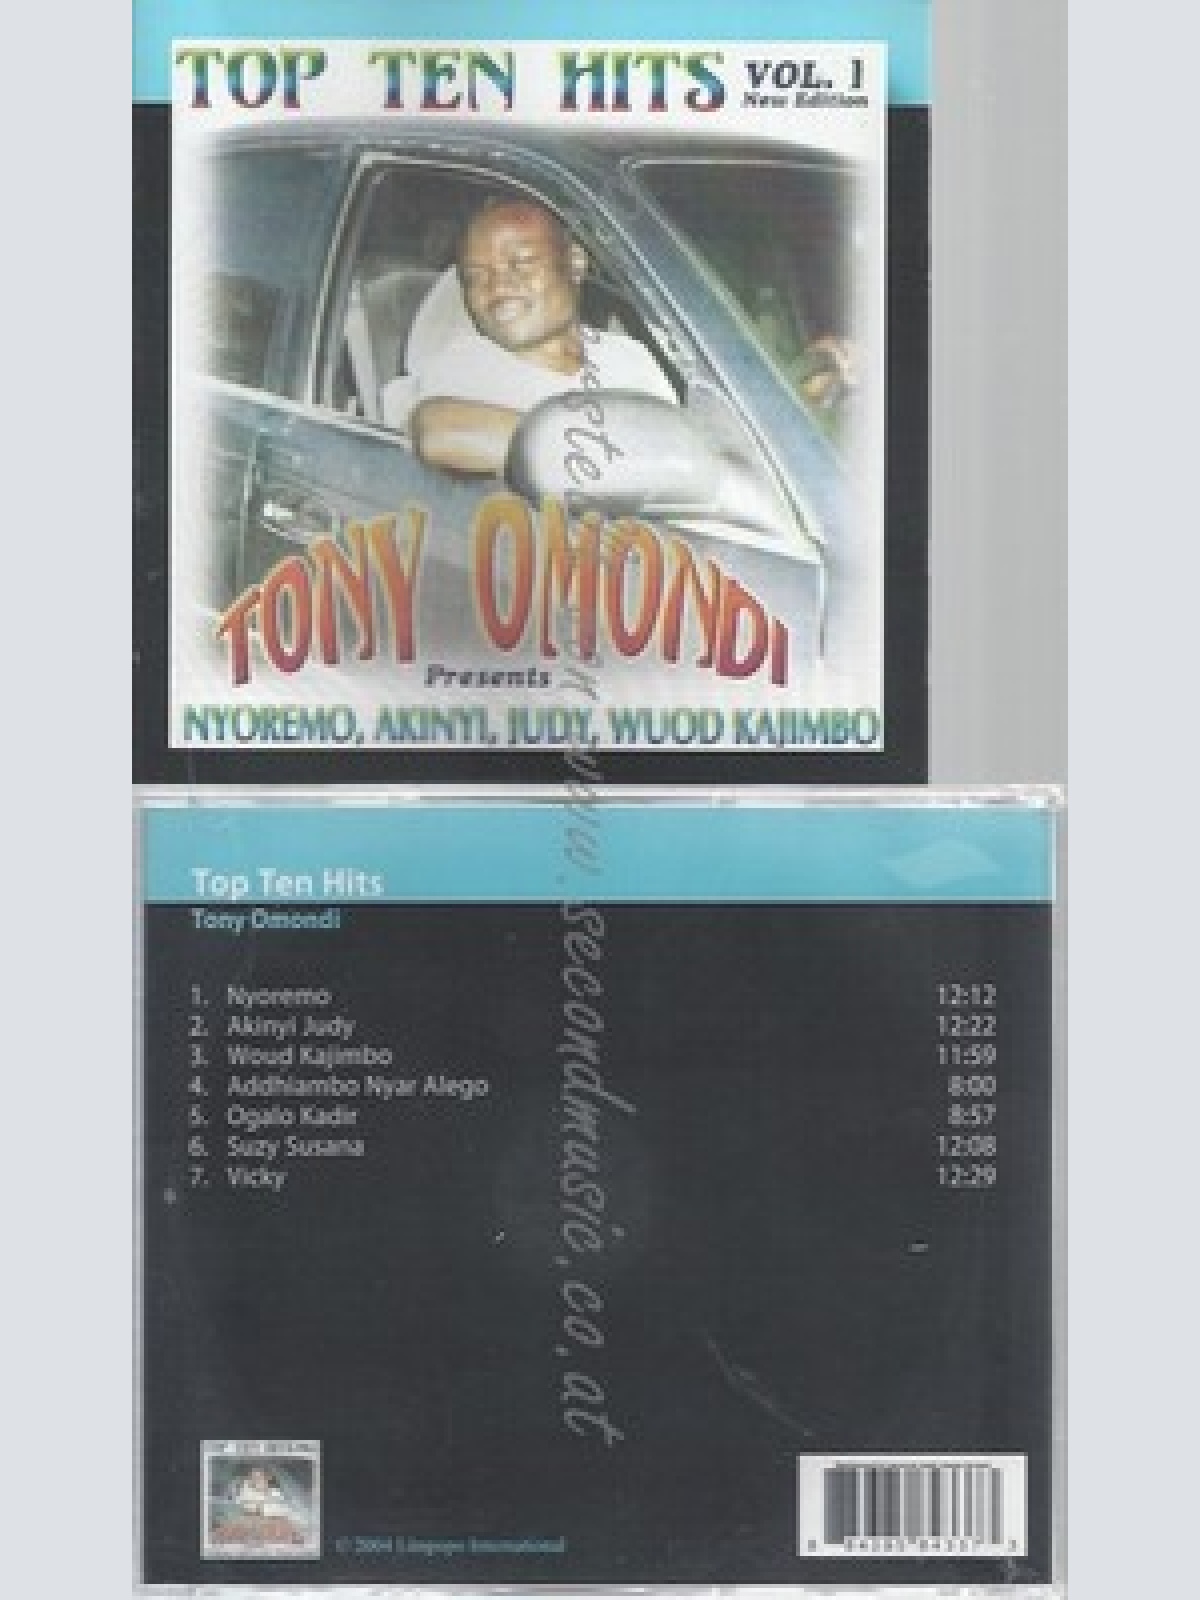 TOP TEN HITS VOL. 1
New Edition
TONY OMONDI
Presents
NYOREMO, AKINYI, JUDY, WUOD KAJIMBO
Top Ten Hits
Tony Omondi
1. Nyoremo 12:12
2. Akinyi Judy 12:22
3. Woud Kajimbo 11:59
4. Addhiambo Nyar Alego 8:00
5. Ogalo Kadir 8:57
6. Suzy Susana 12:08
7. Vicky 12:29
© 2004 Limpopo International
www.secondmusic.co.at